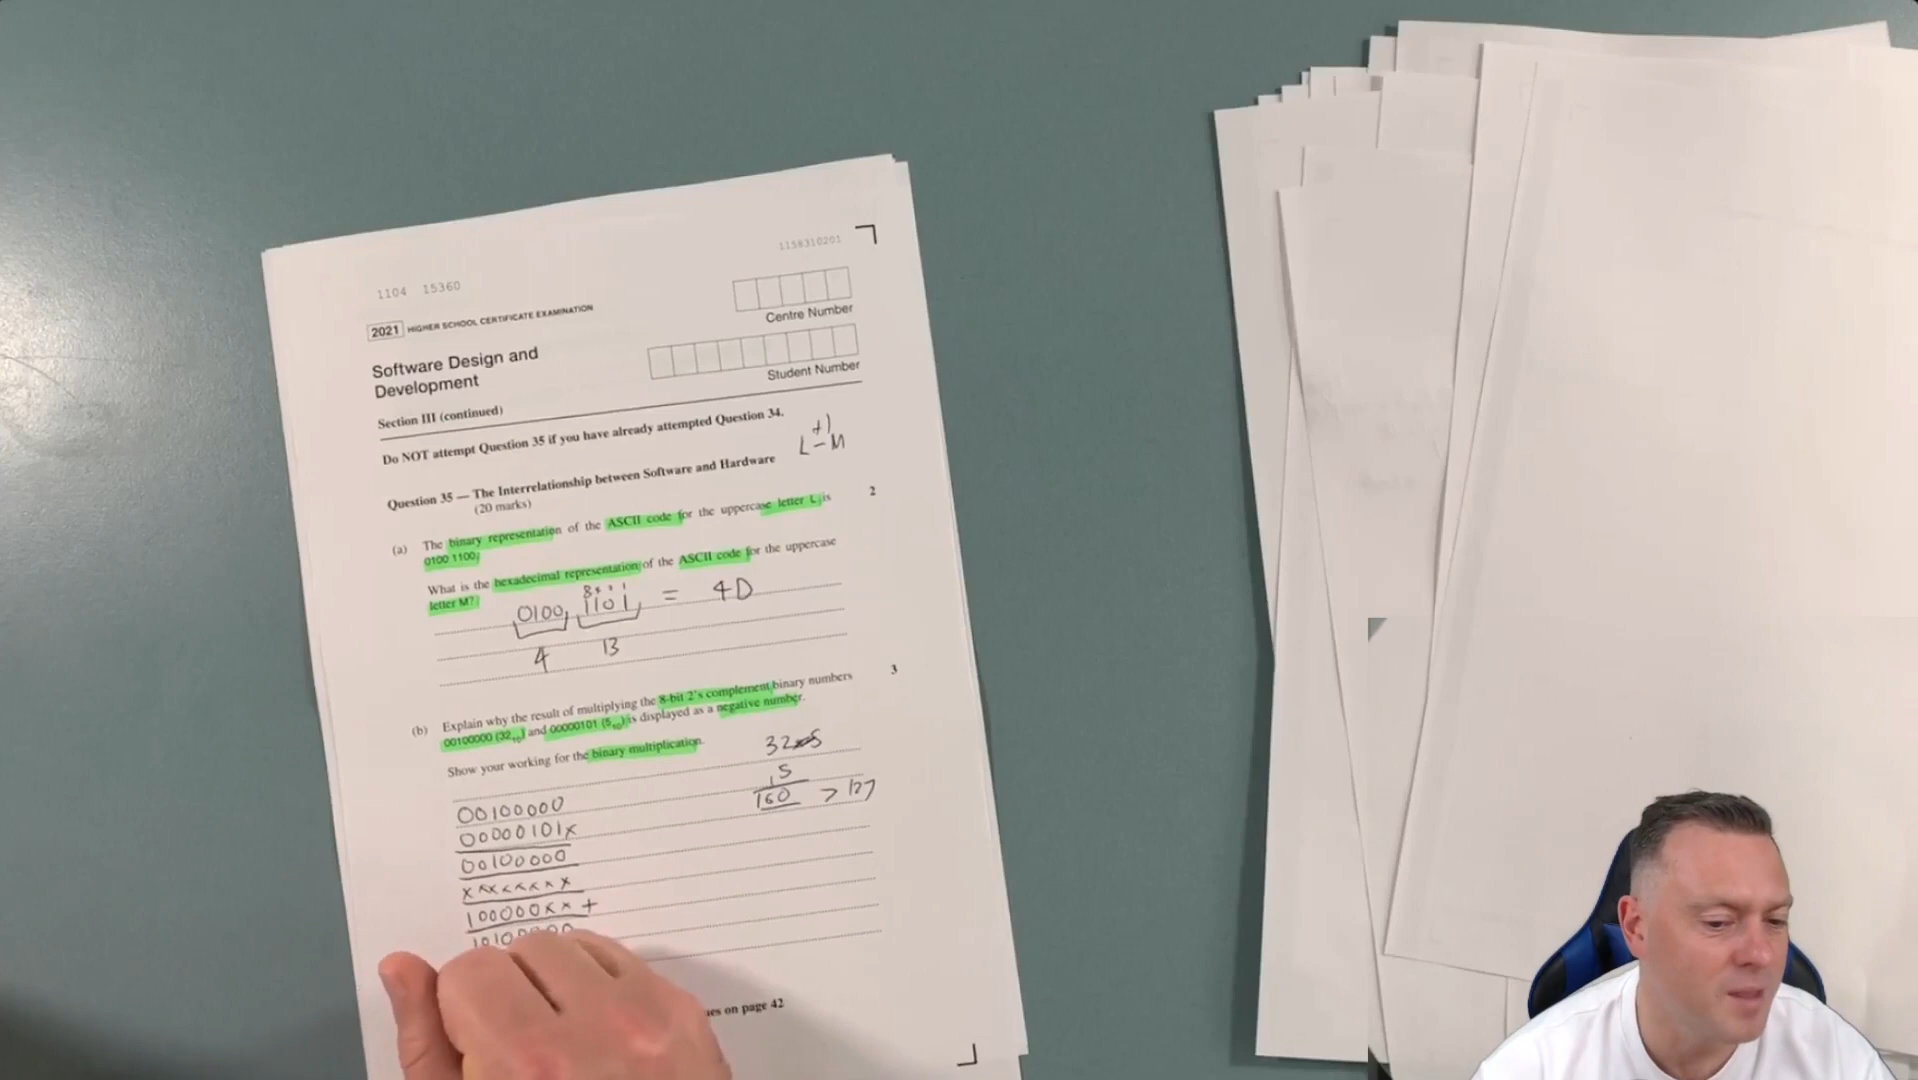 1104 15360
1158310201
2021 HIGHER SCHOOL CERTIFICATE EXAMINATION
Centre Number
Software Design and
Development
Student Number
Section III (continued)
Do NOT attempt Question 35 if you have already attempted Question 34.
+1
L – M
Question 35 — The Interrelationship between Software and Hardware
(20 marks)
(a) The binary representation of the ASCII code for the uppercase letter L is 2
0100 1100.
What is the hexadecimal representation of the ASCII code for the uppercase
letter M?
0100 1101 = 4D
4 13
(b) Explain why the result of multiplying the 8-bit 2's complement binary numbers 3
00100000 (32₁₀) and 00000101 (5₁₀) is displayed as a negative number.
Show your working for the binary multiplication.
5
160 > 127
00100000
00000101x
00100000
xxxxxxxx
100000xx +
on page 42